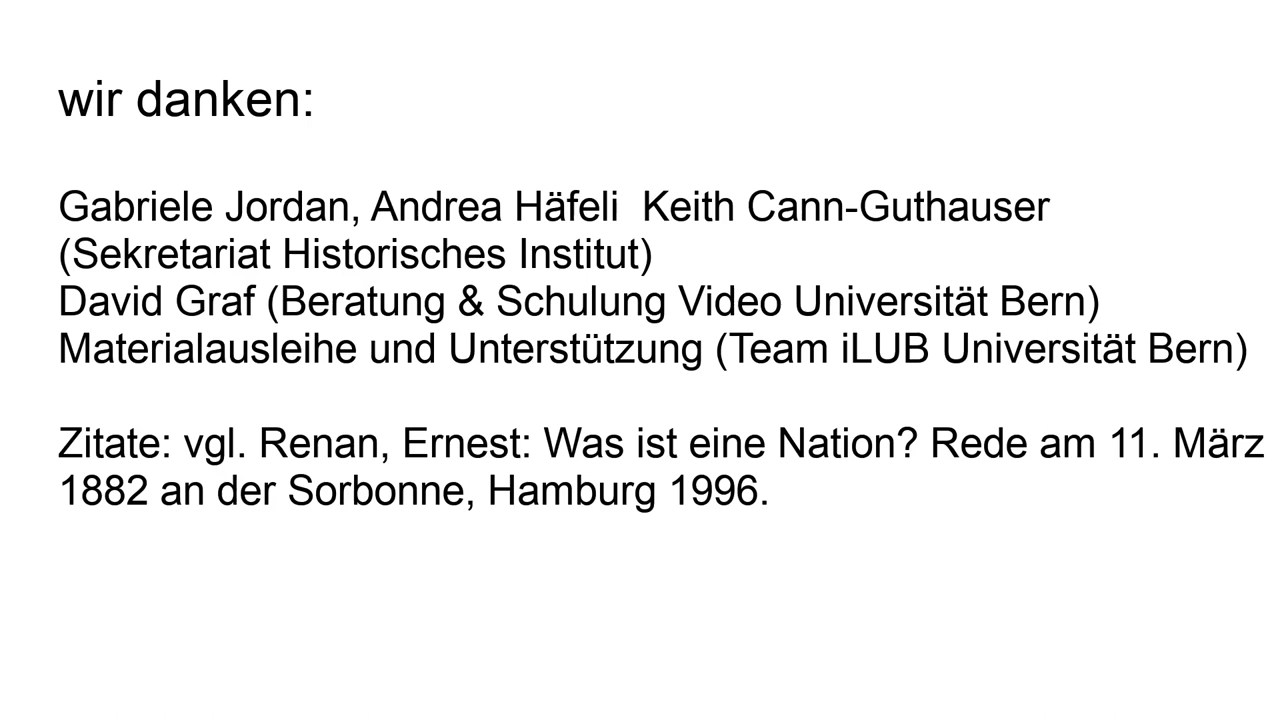 wir danken:
Gabriele Jordan, Andrea Häfeli  Keith Cann-Guthauser
(Sekretariat Historisches Institut)
David Graf (Beratung & Schulung Video Universität Bern)
Materialausleihe und Unterstützung (Team iLUB Universität Bern)
Zitate: vgl. Renan, Ernest: Was ist eine Nation? Rede am 11. März
1882 an der Sorbonne, Hamburg 1996.